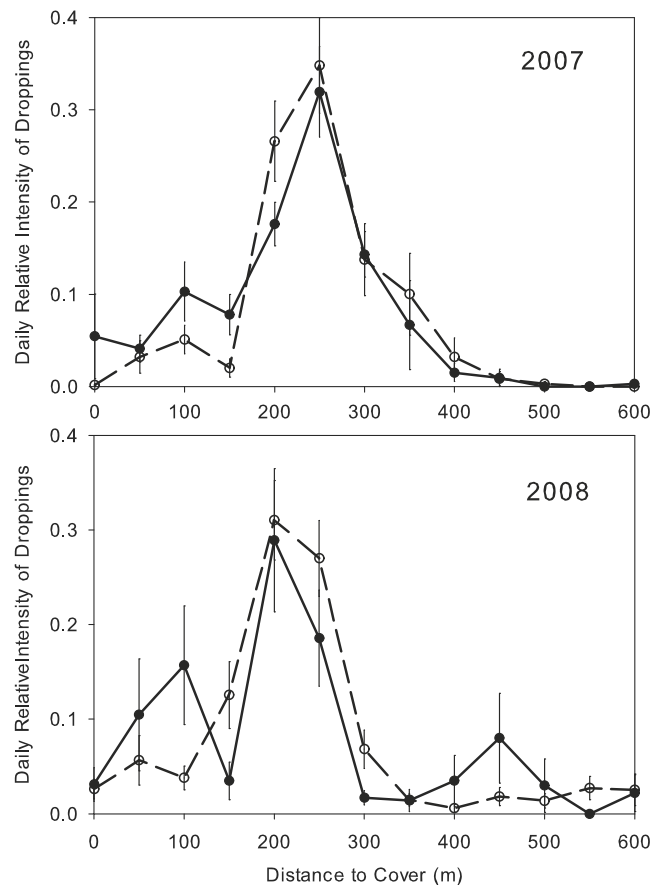 0.4
2007
0.3
0.2
0.1
0.0
Daily Relative Intensity of Droppings
0 100 200 300 400 500 600
0.4
2008
0.3
0.2
0.1
0.0
Daily RelativeIntensity of Droppings
0 100 200 300 400 500 600
Distance to Cover (m)